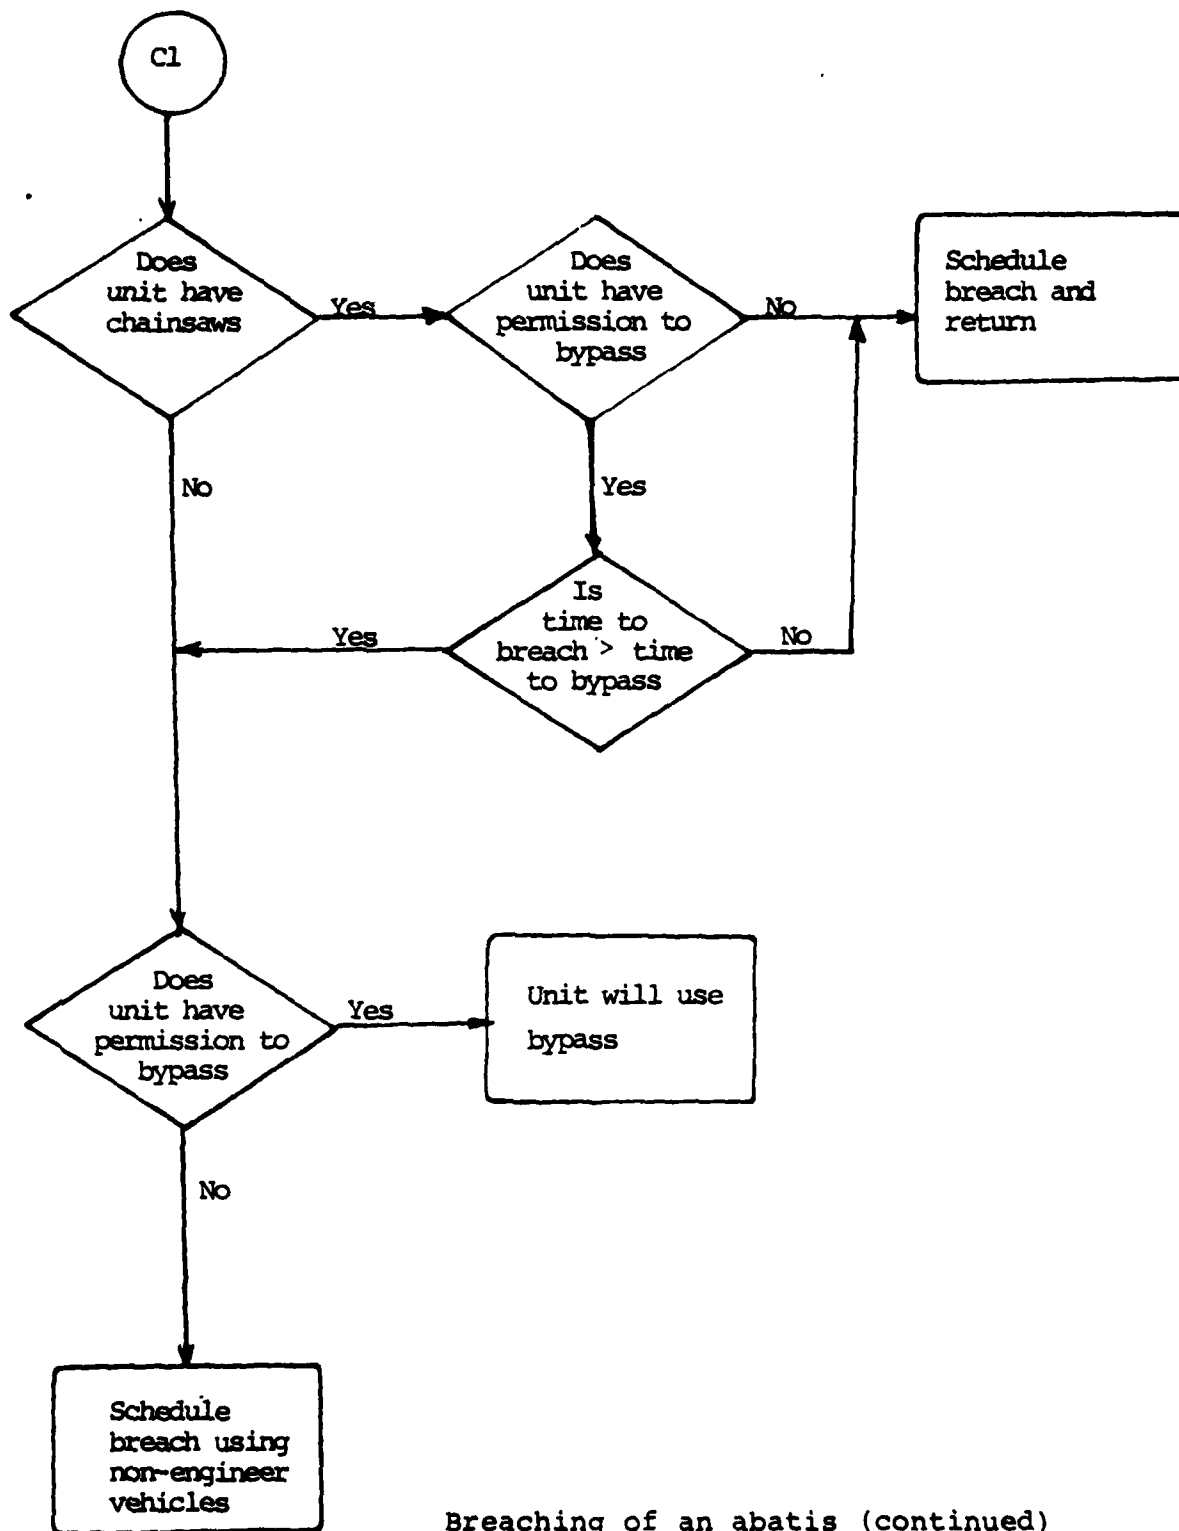 C1
Does
unit have
chainsaws
Yes
Does
unit have
permission to
bypass
No
Schedule
breach and
return
No
Yes
Is
time to
breach > time
to bypass
Yes
No
Does
unit have
permission to
bypass
Yes
Unit will use
bypass
No
Schedule
breach using
non-engineer
vehicles
Breaching of an abatis (continued)